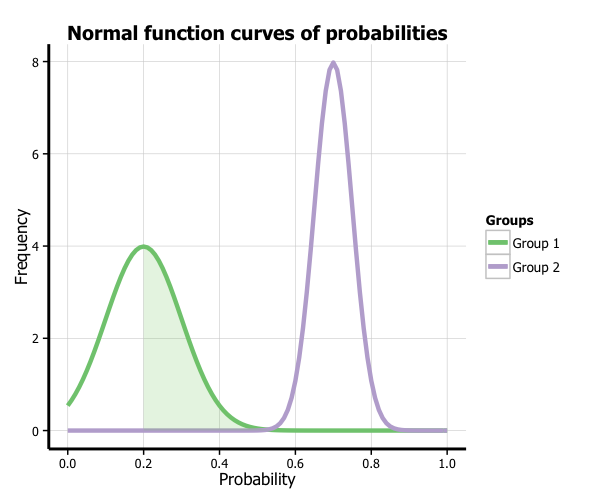 Normal function curves of probabilities
Frequency
8
6
4
2
0
0.0 0.2 0.4 0.6 0.8 1.0
Probability
Groups
Group 1
Group 2